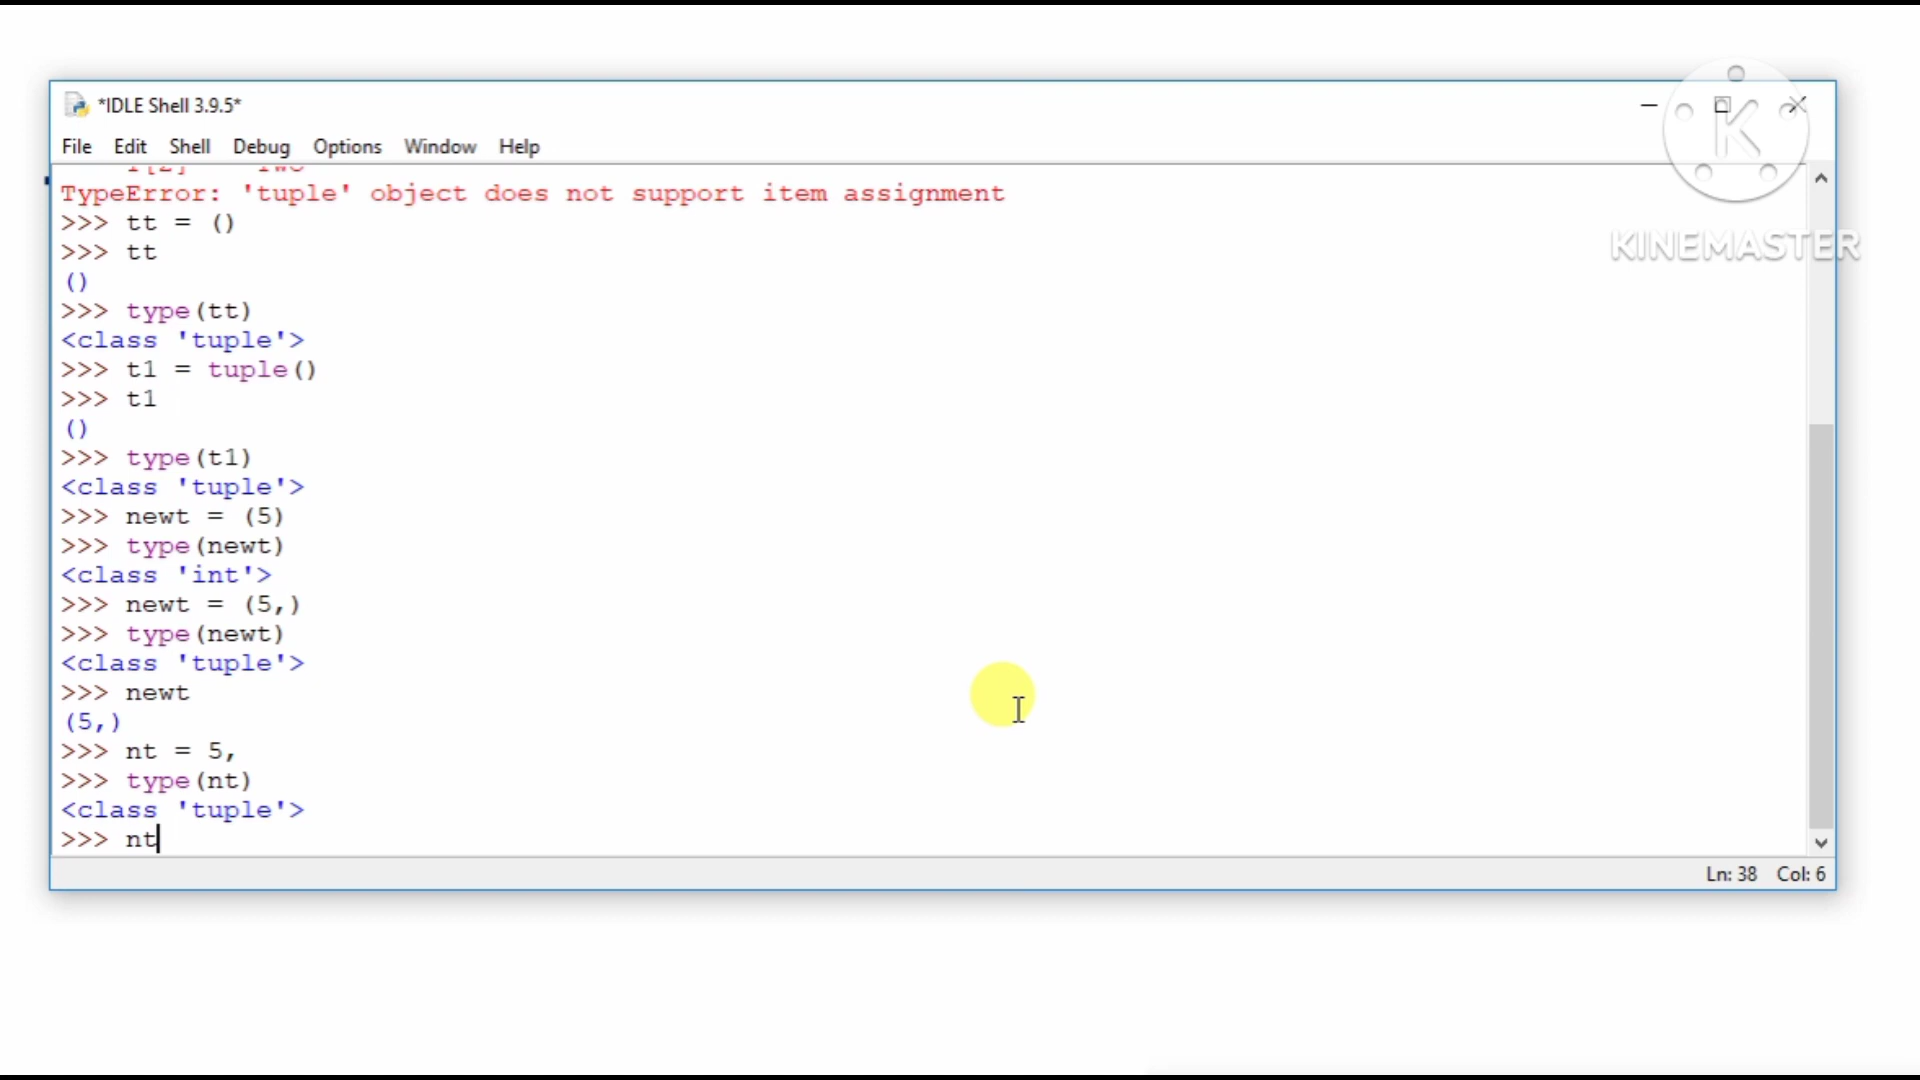 *IDLE Shell 3.9.5*
File Edit Shell Debug Options Window Help
TypeError: 'tuple' object does not support item assignment
>>> tt = ()
>>> tt
()
>>> type(tt)
<class 'tuple'>
>>> t1 = tuple()
>>> t1
()
>>> type(t1)
<class 'tuple'>
>>> newt = (5)
>>> type(newt)
<class 'int'>
>>> newt = (5,)
>>> type(newt)
<class 'tuple'>
>>> newt
(5,)
>>> nt = 5,
>>> type(nt)
<class 'tuple'>
>>> nt
Ln: 38 Col: 6
K
KINEMASTER